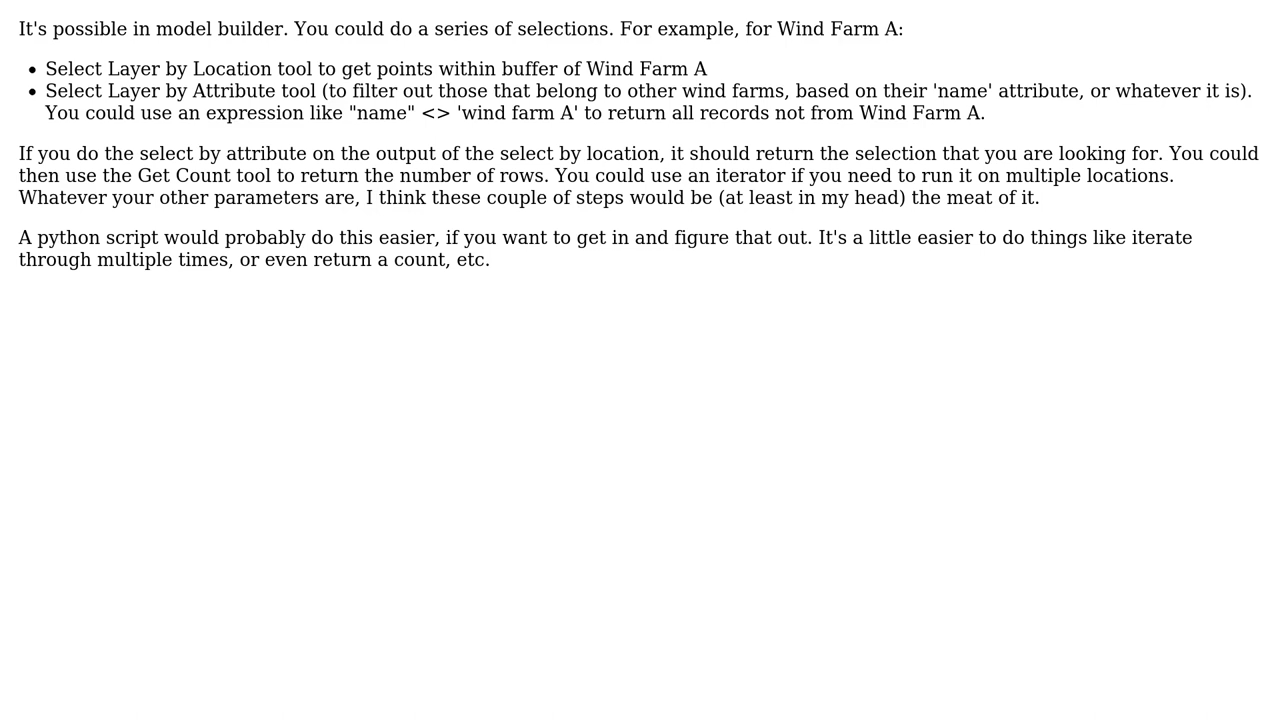 It's possible in model builder. You could do a series of selections. For example, for Wind Farm A:
• Select Layer by Location tool to get points within buffer of Wind Farm A
• Select Layer by Attribute tool (to filter out those that belong to other wind farms, based on their 'name' attribute, or whatever it is).
You could use an expression like "name" <> 'wind farm A' to return all records not from Wind Farm A.
If you do the select by attribute on the output of the select by location, it should return the selection that you are looking for. You could
then use the Get Count tool to return the number of rows. You could use an iterator if you need to run it on multiple locations.
Whatever your other parameters are, I think these couple of steps would be (at least in my head) the meat of it.
A python script would probably do this easier, if you want to get in and figure that out. It's a little easier to do things like iterate
through multiple times, or even return a count, etc.